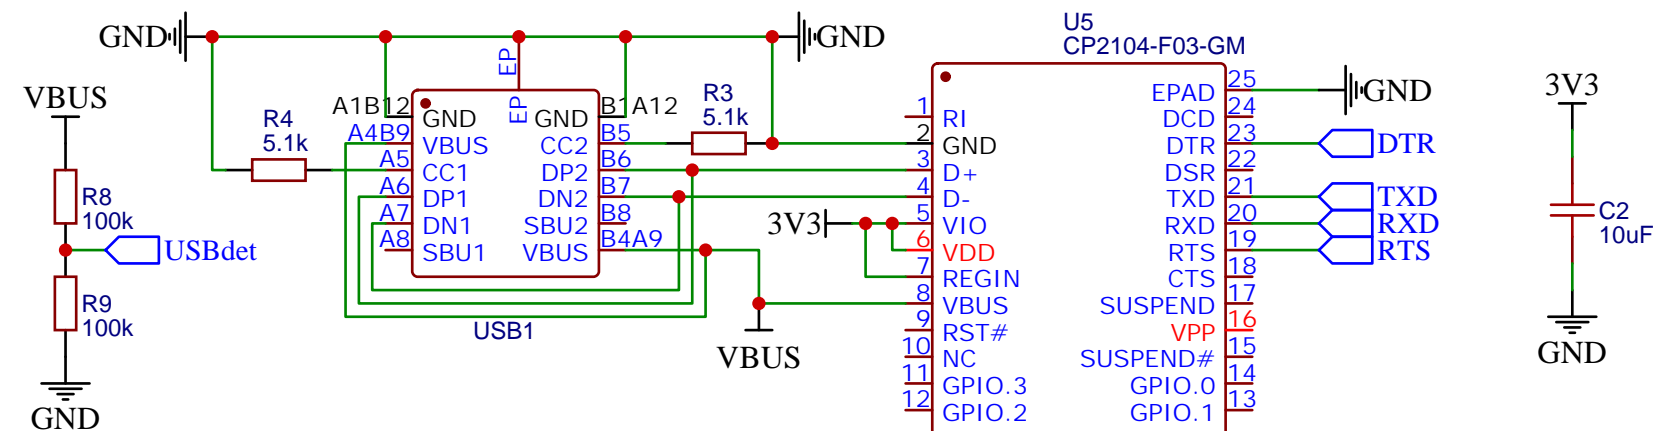 GND
GND
VBUS
R8
100k
USBdet
R9
100k
GND
R4
5.1k
R3
5.1k
EP
EP
A1B12 GND
A4B9 VBUS
A5 CC1
A6 DP1
A7 DN1
A8 SBU1
GND B1A12
CC2 B5
DP2 B6
DN2 B7
SBU2 B8
VBUS B4A9
USB1
VBUS
3V3
U5
CP2104-F03-GM
1 RI
2 GND
3 D+
4 D-
5 VIO
6 VDD
7 REGIN
8 VBUS
9 RST#
10 NC
11 GPIO.3
12 GPIO.2
EPAD 25
DCD 24
DTR 23
DSR 22
TXD 21
RXD 20
RTS 19
CTS 18
SUSPEND 17
VPP 16
SUSPEND# 15
GPIO.0 14
GPIO.1 13
GND
DTR
TXD
RXD
RTS
3V3
C2
10uF
GND